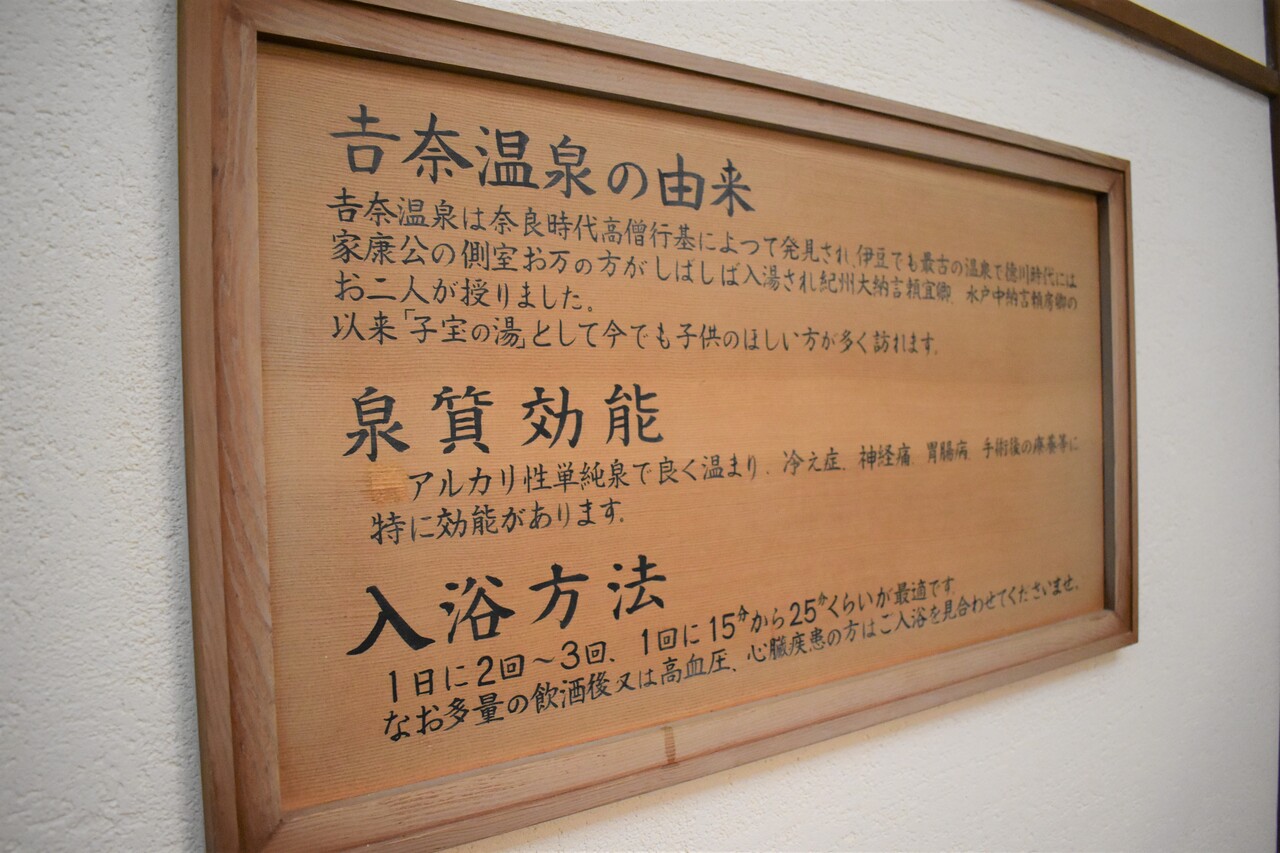 𠮷奈温泉の由来
𠮷奈温泉は奈良時代高僧行基によつて発見され、伊豆でも最古の温泉で徳川時代には
家康公の側室お万の方がしばしば入湯され紀州大納言頼宣卿、水戸中納言頼房卿の
お二人が授りました。
以来「子宝の湯」として今でも子供のほしい方が多く訪れます。
泉質効能
アルカリ性単純泉で良く温まり、冷え症、神経痛、胃腸病、手術後の療養等に
特に効能があります。
入浴方法
1日に2回～3回、1回に15分から25分くらいが最適です。
なお多量の飲酒後又は高血圧、心臓疾患の方はご入浴を見合わせてくださいませ。